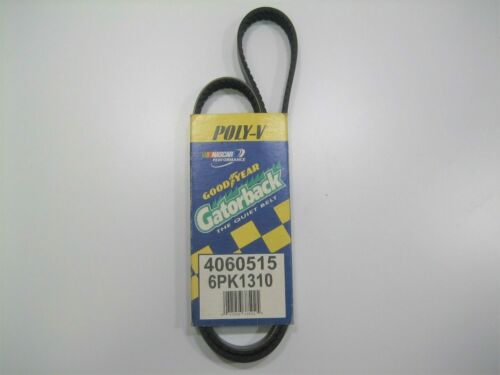 POLY-V
NASCAR
PERFORMANCE
GOODYEAR
Gatorback
THE QUIET BELT
4060515
6PK1310